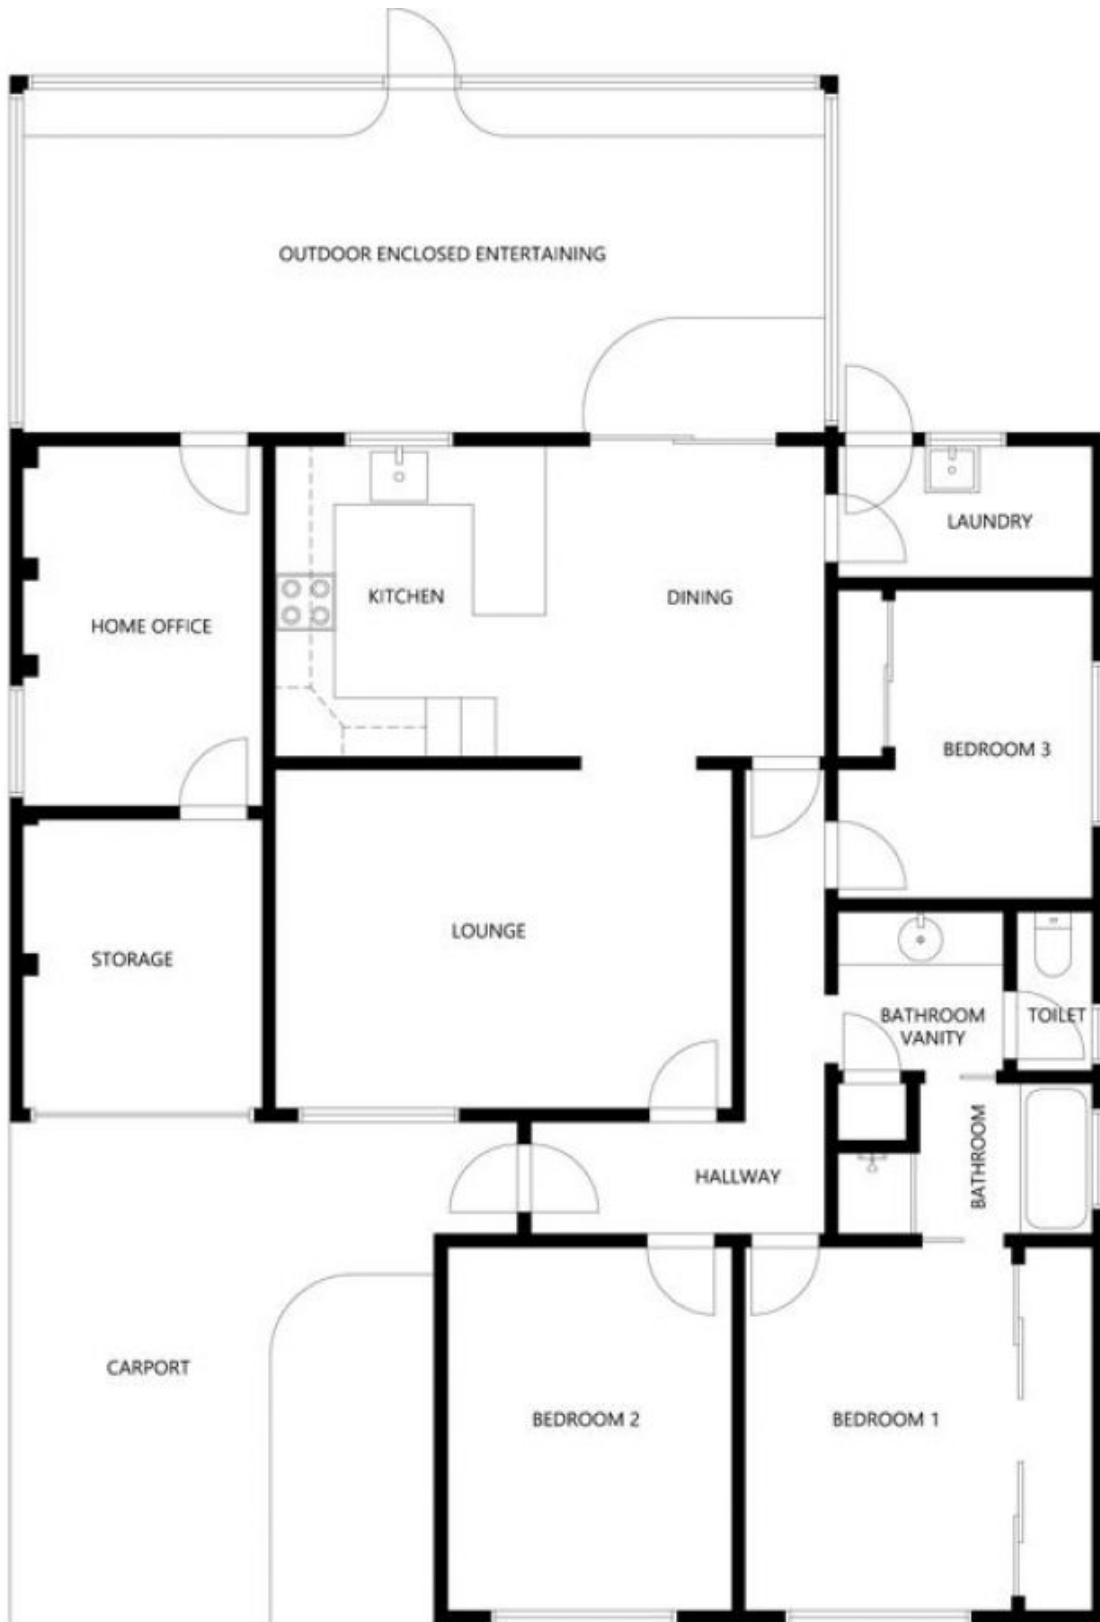 OUTDOOR ENCLOSED ENTERTAINING
LAUNDRY
KITCHEN
DINING
HOME OFFICE
BEDROOM 3
LOUNGE
STORAGE
BATHROOM
VANITY
TOILET
BATHROOM
HALLWAY
CARPORT
BEDROOM 2
BEDROOM 1